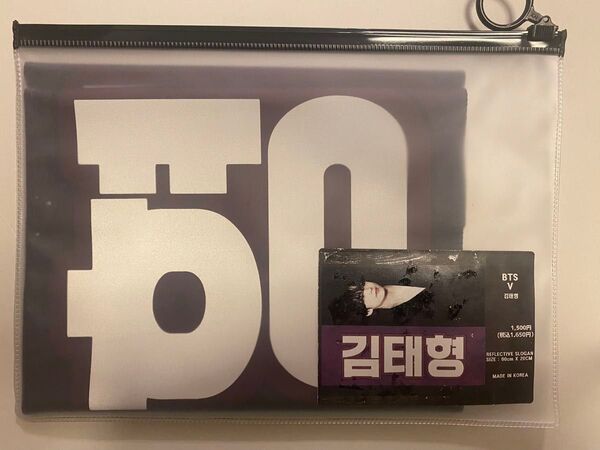 김태형
BTS
V
김태형
1,500円
(税込1,650円)
REFLECTIVE SLOGAN
SIZE : 60cm X 20CM
MADE IN KOREA